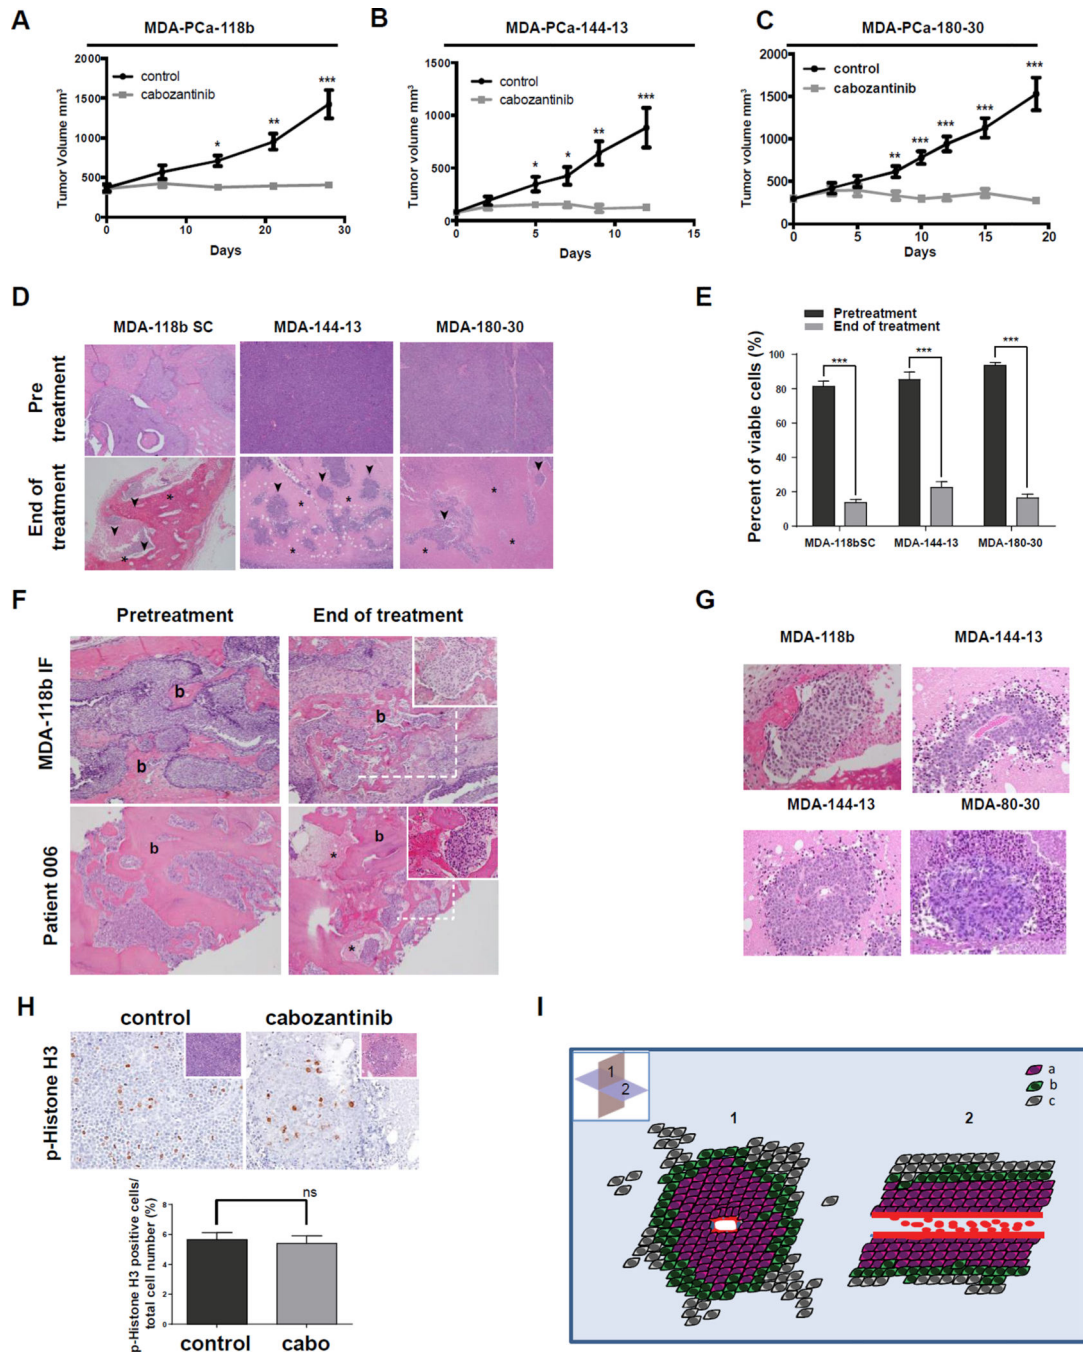 A
MDA-PCa-118b
2000
1500
1000
500
0
Tumor Volume mm³
control
cabozantinib
*
**
***
0 10 20 30
Days
B
MDA-PCa-144-13
1500
1000
500
0
Tumor Volume mm³
control
cabozantinib
*
*
**
***
0 5 10 15
Days
C
MDA-PCa-180-30
2000
1500
1000
500
0
Tumor Volume mm³
control
cabozantinib
**
***
***
***
***
0 5 10 15 20
Days
D
MDA-118b SC MDA-144-13 MDA-180-30
Pre
treatment
End of
treatment
* *
* * * *
* * *
E
Pretreatment
End of treatment
Percent of viable cells (%)
100
80
60
40
20
0
*** *** ***
MDA-118bSC MDA-144-13 MDA-180-30
F
Pretreatment End of treatment
MDA-118b IF
b
b
b
Patient 006
b
b
*
*
G
MDA-118b MDA-144-13
MDA-144-13 MDA-80-30
H
control cabozantinib
p-Histone H3
p-Histone H3 positive cells/
total cell number (%)
8
6
4
2
0
ns
control cabo
I
1
2
a
b
c
1 2